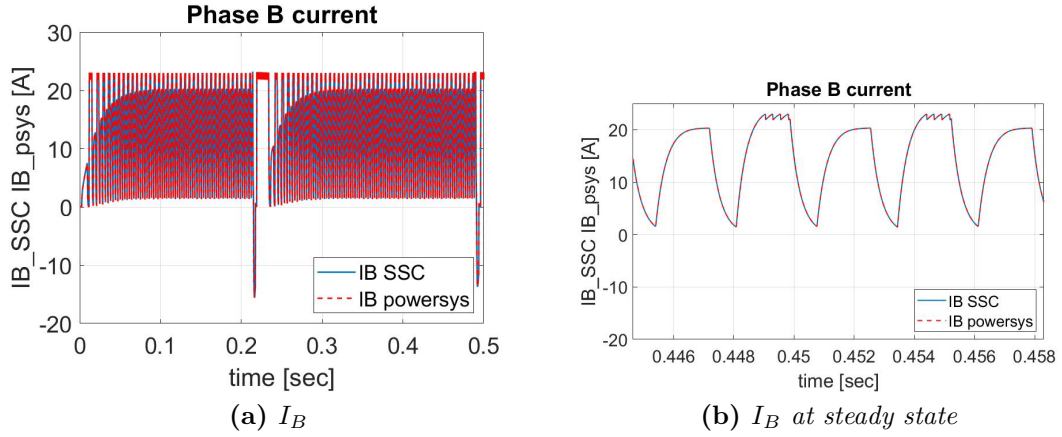 Phase B current
IB_SSC IB_psys [A]
30
20
10
0
-10
-20
IB SSC
IB powersys
0
0.1
0.2
0.3
0.4
0.5
time [sec]
(a) I_B
Phase B current
IB_SSC IB_psys [A]
20
10
0
-10
-20
IB SSC
IB powersys
0.446
0.448
0.45
0.452
0.454
0.456
0.458
time [sec]
(b) I_B at steady state